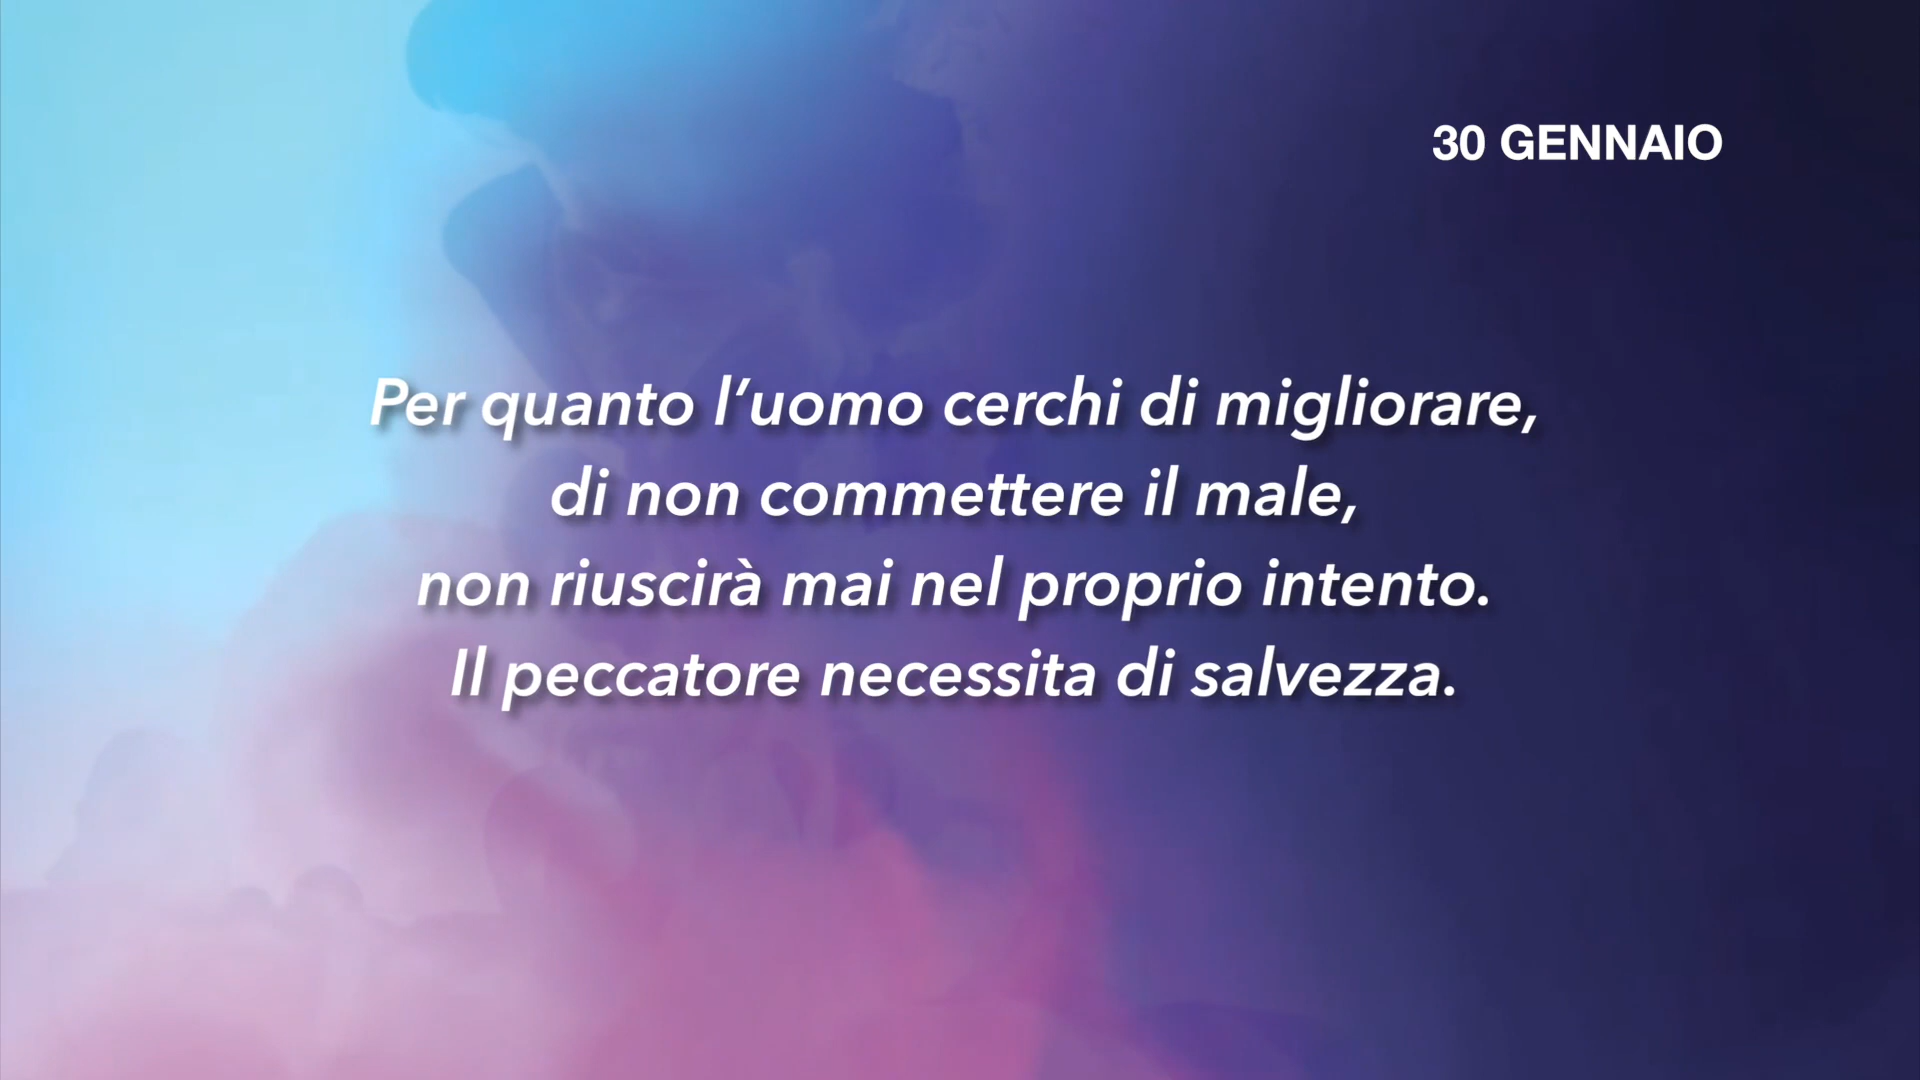 30 GENNAIO
Per quanto l’uomo cerchi di migliorare,
di non commettere il male,
non riuscirà mai nel proprio intento.
Il peccatore necessita di salvezza.